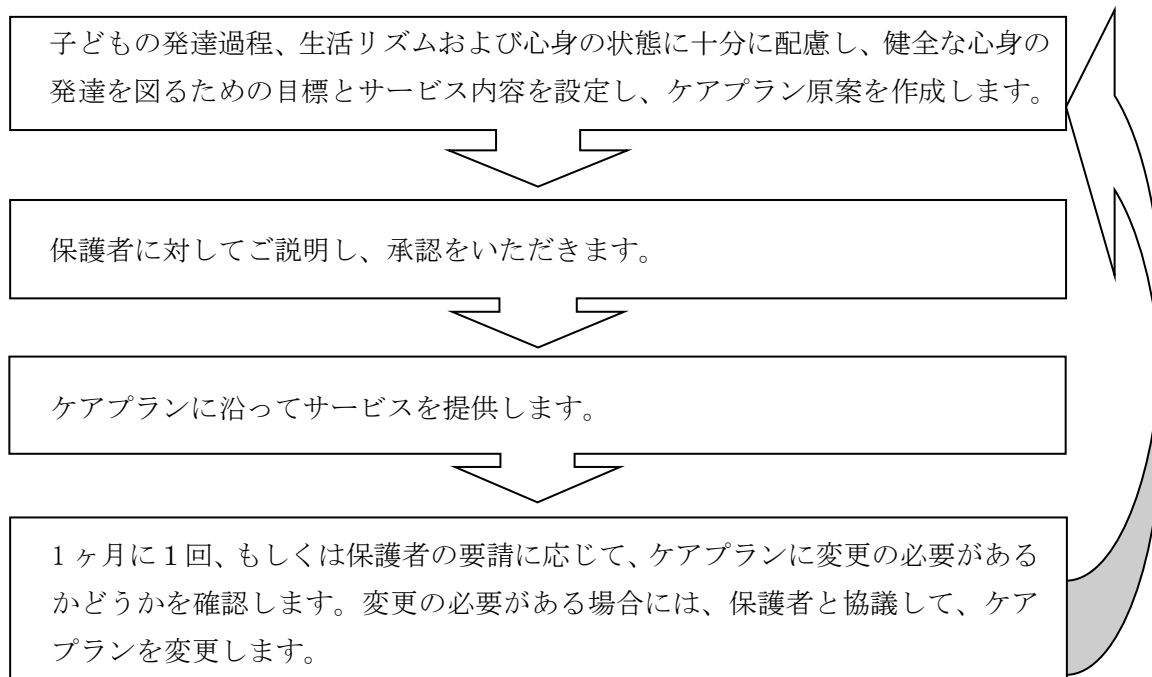 子どもの発達過程、生活リズムおよび心身の状態に十分に配慮し、健全な心身の
発達を図るための目標とサービス内容を設定し、ケアプラン原案を作成します。
保護者に対してご説明し、承認をいただきます。
ケアプランに沿ってサービスを提供します。
1 ヶ月に１回、もしくは保護者の要請に応じて、ケアプランに変更の必要がある
かどうかを確認します。変更の必要がある場合には、保護者と協議して、ケア
プランを変更します。